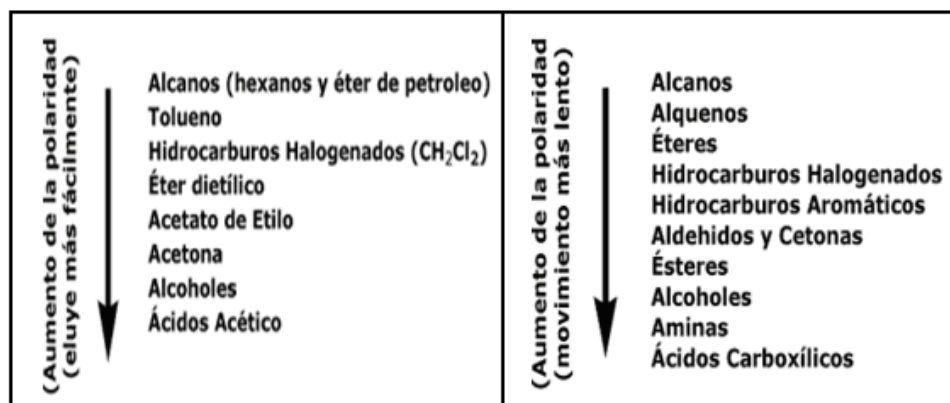 (Aumento de la polaridad
(eluye más fácilmente)
Alcanos (hexanos y éter de petroleo)
Tolueno
Hidrocarburos Halogenados (CH₂Cl₂)
Éter dietílico
Acetato de Etilo
Acetona
Alcoholes
Ácidos Acético
(Aumento de la polaridad
(movimiento más lento)
Alcanos
Alquenos
Éteres
Hidrocarburos Halogenados
Hidrocarburos Aromáticos
Aldehidos y Cetonas
Ésteres
Alcoholes
Aminas
Ácidos Carboxílicos